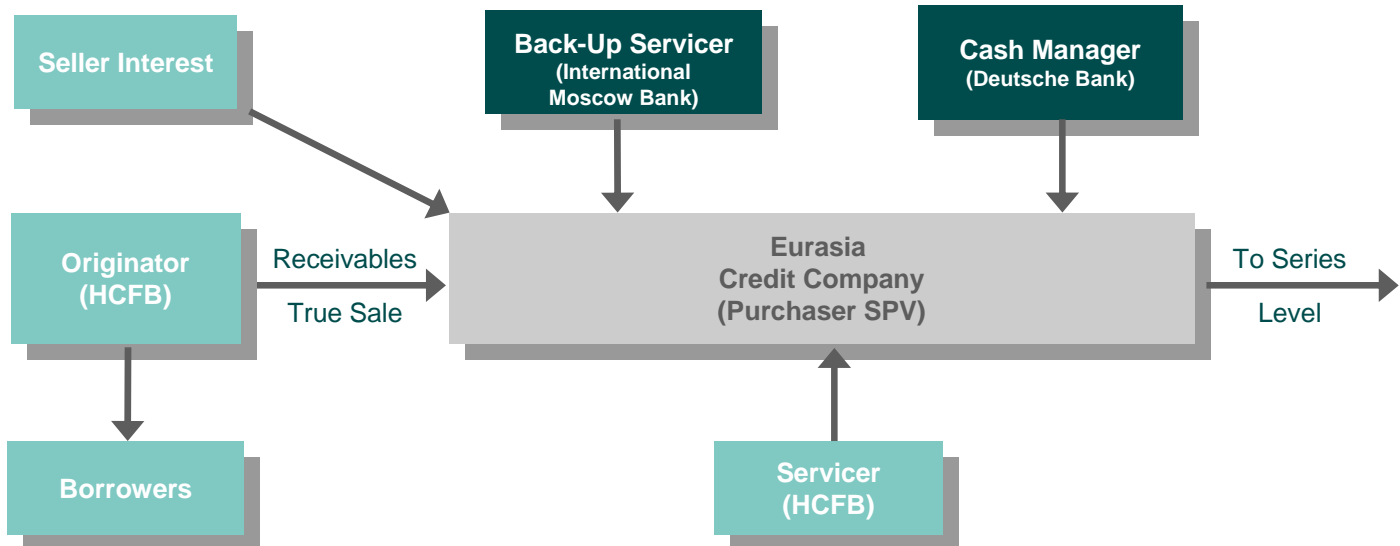 Seller Interest
Back-Up Servicer
(International
Moscow Bank)
Cash Manager
(Deutsche Bank)
Originator
(HCFB)
Receivables
True Sale
Eurasia
Credit Company
(Purchaser SPV)
To Series
Level
Borrowers
Servicer
(HCFB)